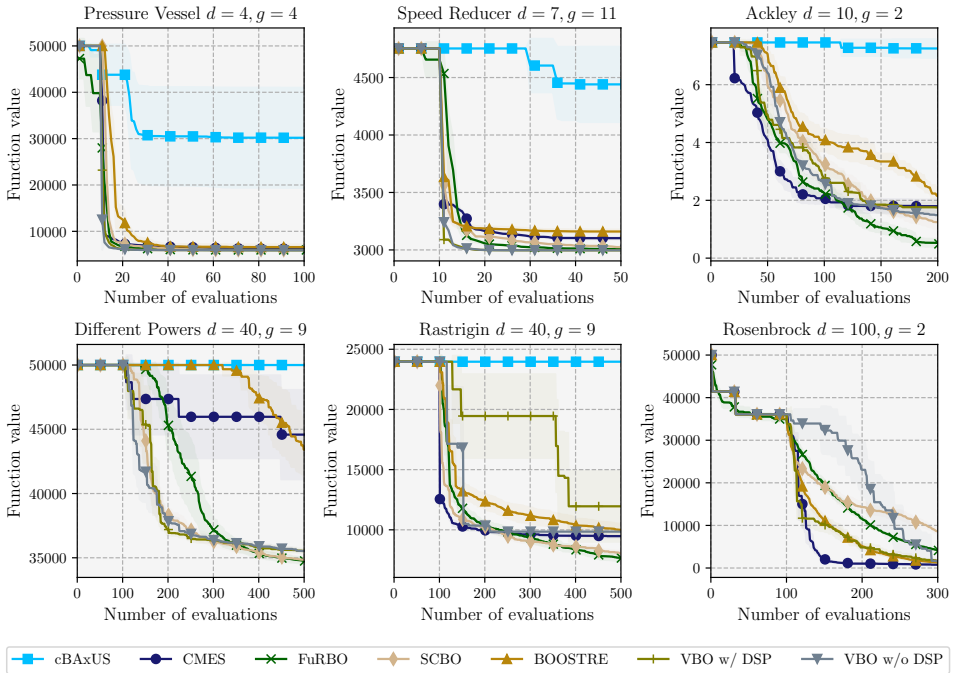 Pressure Vessel d = 4, g = 4
Function value
50000
40000
30000
20000
10000
0 20 40 60 80 100
Number of evaluations
Speed Reducer d = 7, g = 11
Function value
4500
4000
3500
3000
0 10 20 30 40 50
Number of evaluations
Ackley d = 10, g = 2
Function value
6
4
2
0
0 50 100 150 200
Number of evaluations
Different Powers d = 40, g = 9
Function value
50000
45000
40000
35000
0 100 200 300 400 500
Number of evaluations
Rastrigin d = 40, g = 9
Function value
25000
20000
15000
10000
0 100 200 300 400 500
Number of evaluations
Rosenbrock d = 100, g = 2
Function value
50000
40000
30000
20000
10000
0
0 100 200 300
Number of evaluations
cBAxUS CMES FuRBO SCBO BOOSTRE VBO w/ DSP VBO w/o DSP